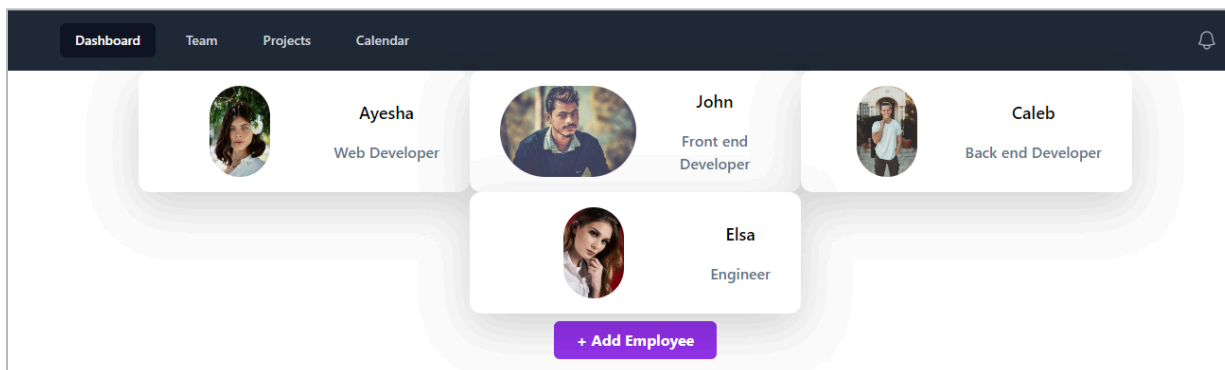 Dashboard Team Projects Calendar
Ayesha
Web Developer
John
Front end
Developer
Caleb
Back end Developer
Elsa
Engineer
+ Add Employee